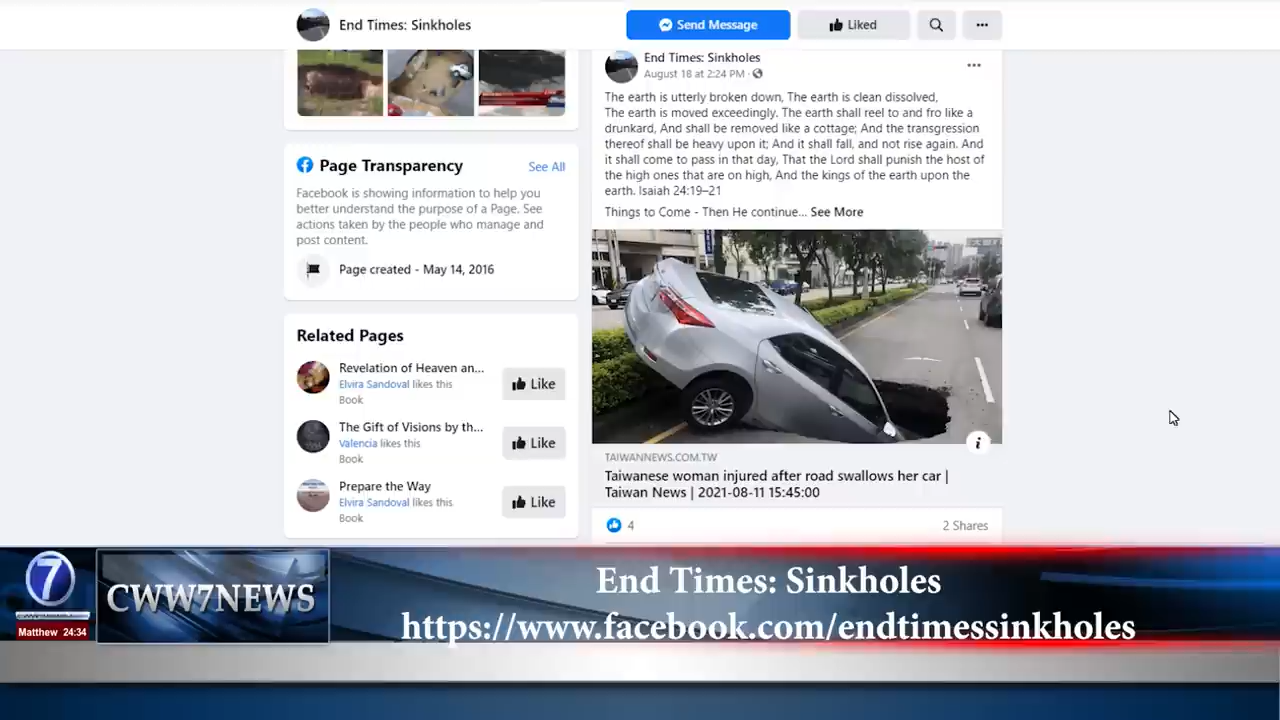 End Times: Sinkholes
Send Message
Liked
End Times: Sinkholes
August 18 at 2:24 PM ·
The earth is utterly broken down, The earth is clean dissolved,
The earth is moved exceedingly. The earth shall reel to and fro like a
drunkard, And shall be removed like a cottage; And the transgression
thereof shall be heavy upon it; And it shall fall, and not rise again. And
it shall come to pass in that day, That the Lord shall punish the host of
the high ones that are on high, And the kings of the earth upon the
earth. Isaiah 24:19–21
Things to Come - Then He continue... See More
Page Transparency
See All
Facebook is showing information to help you
better understand the purpose of a Page. See
actions taken by the people who manage and
post content.
Page created - May 14, 2016
Related Pages
Revelation of Heaven an...
Elvira Sandoval likes this
Book
Like
The Gift of Visions by th...
Valencia likes this
Book
Like
Prepare the Way
Elvira Sandoval likes this
Book
Like
TAIWANNEWS.COM.TW
Taiwanese woman injured after road swallows her car |
Taiwan News | 2021-08-11 15:45:00
4
2 Shares
7
Matthew 24:34
CWW7NEWS
End Times: Sinkholes
https://www.facebook.com/endtimessinkholes